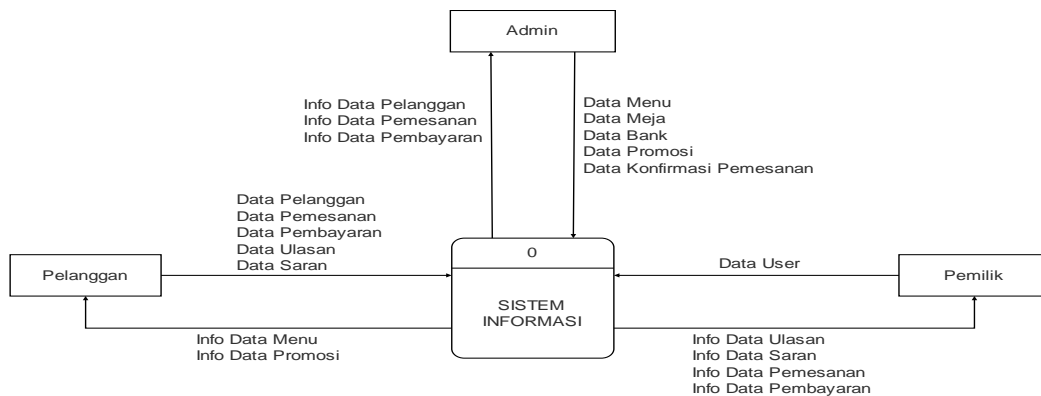 Admin
Info Data Pelanggan
Info Data Pemesanan
Info Data Pembayaran
Data Menu
Data Meja
Data Bank
Data Promosi
Data Konfirmasi Pemesanan
Data Pelanggan
Data Pemesanan
Data Pembayaran
Data Ulasan
Data Saran
Pelanggan
0
SISTEM
INFORMASI
Data User
Pemilik
Info Data Menu
Info Data Promosi
Info Data Ulasan
Info Data Saran
Info Data Pemesanan
Info Data Pembayaran